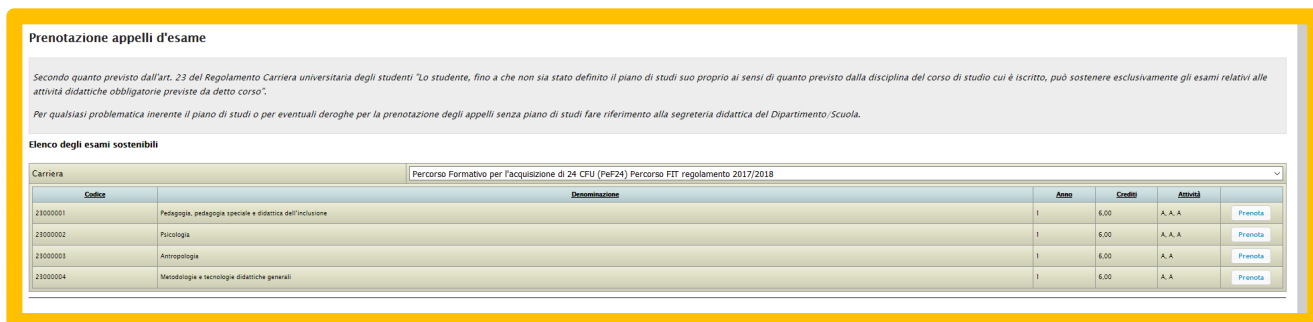 Prenotazione appelli d'esame
Secondo quanto previsto dall'art. 23 del Regolamento Carriera universitaria degli studenti "Lo studente, fino a che non sia stato definito il piano di studi suo proprio ai sensi di quanto previsto dalla disciplina del corso di studio cui è iscritto, può sostenere esclusivamente gli esami relativi alle
attività didattiche obbligatorie previste da detto corso".
Per qualsiasi problematica inerente il piano di studi o per eventuali deroghe per la prenotazione degli appelli senza piano di studi fare riferimento alla segreteria didattica del Dipartimento/Scuola.
Elenco degli esami sostenibili
Carriera Percorso Formativo per l'acquisizione di 24 CFU (PeF24) Percorso FIT regolamento 2017/2018
Codice Denominazione Anno Crediti Attività
23000001 Pedagogia, pedagogia speciale e didattica dell'inclusione 1 6,00 A, A, A Prenota
23000002 Psicologia 1 6,00 A, A, A Prenota
23000003 Antropologia 1 6,00 A, A Prenota
23000004 Metodologie e tecnologie didattiche generali 1 6,00 A, A Prenota